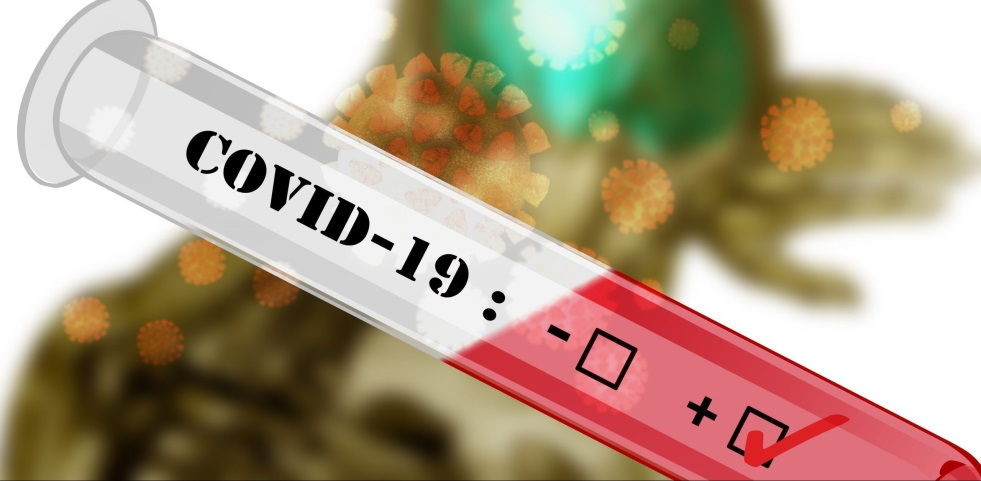 COVID-19 : - ☐ + ☑